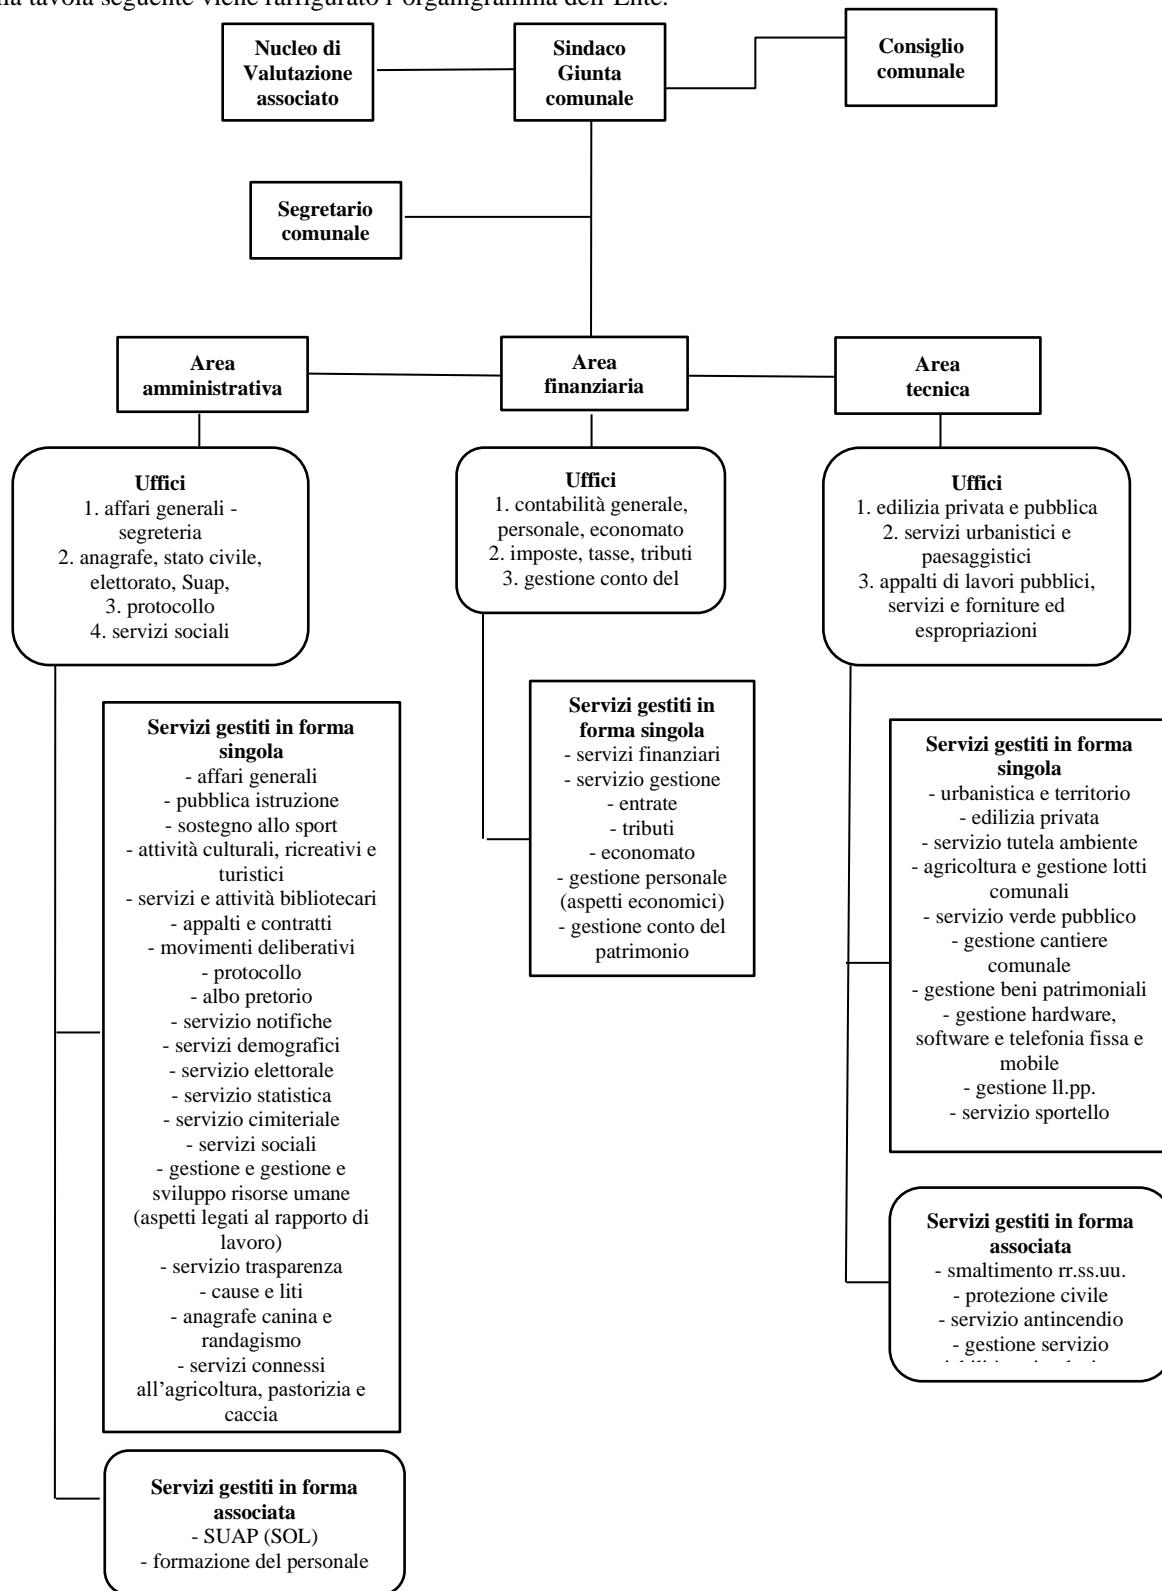 la tavola seguente viene raffigurato l'organigramma dell'Ente.
Nucleo di
Valutazione
associato
Sindaco
Giunta
comunale
Consiglio
comunale
Segretario
comunale
Area
amministrativa
Area
finanziaria
Area
tecnica
Uffici
1. affari generali -
segreteria
2. anagrafe, stato civile,
elettorato, Suap,
3. protocollo
4. servizi sociali
Uffici
1. contabilità generale,
personale, economato
2. imposte, tasse, tributi
3. gestione conto del
Uffici
1. edilizia privata e pubblica
2. servizi urbanistici e
paesaggistici
3. appalti di lavori pubblici,
servizi e forniture ed
espropriazioni
Servizi gestiti in forma
singola
- affari generali
- pubblica istruzione
- sostegno allo sport
- attività culturali, ricreativi e
turistici
- servizi e attività bibliotecari
- appalti e contratti
- movimenti deliberativi
- protocollo
- albo pretorio
- servizio notifiche
- servizi demografici
- servizio elettorale
- servizio statistica
- servizio cimiteriale
- servizi sociali
- gestione e gestione e
sviluppo risorse umane
(aspetti legati al rapporto di
lavoro)
- servizio trasparenza
- cause e liti
- anagrafe canina e
randagismo
- servizi connessi
all'agricoltura, pastorizia e
caccia
Servizi gestiti in
forma singola
- servizi finanziari
- servizio gestione
- entrate
- tributi
- economato
- gestione personale
(aspetti economici)
- gestione conto del
patrimonio
Servizi gestiti in forma
singola
- urbanistica e territorio
- edilizia privata
- servizio tutela ambiente
- agricoltura e gestione lotti
comunali
- servizio verde pubblico
- gestione cantiere
comunale
- gestione beni patrimoniali
- gestione hardware,
software e telefonia fissa e
mobile
- gestione ll.pp.
- servizio sportello
Servizi gestiti in forma
associata
- smaltimento rr.ss.uu.
- protezione civile
- servizio antincendio
- gestione servizio
Servizi gestiti in forma
associata
- SUAP (SOL)
- formazione del personale